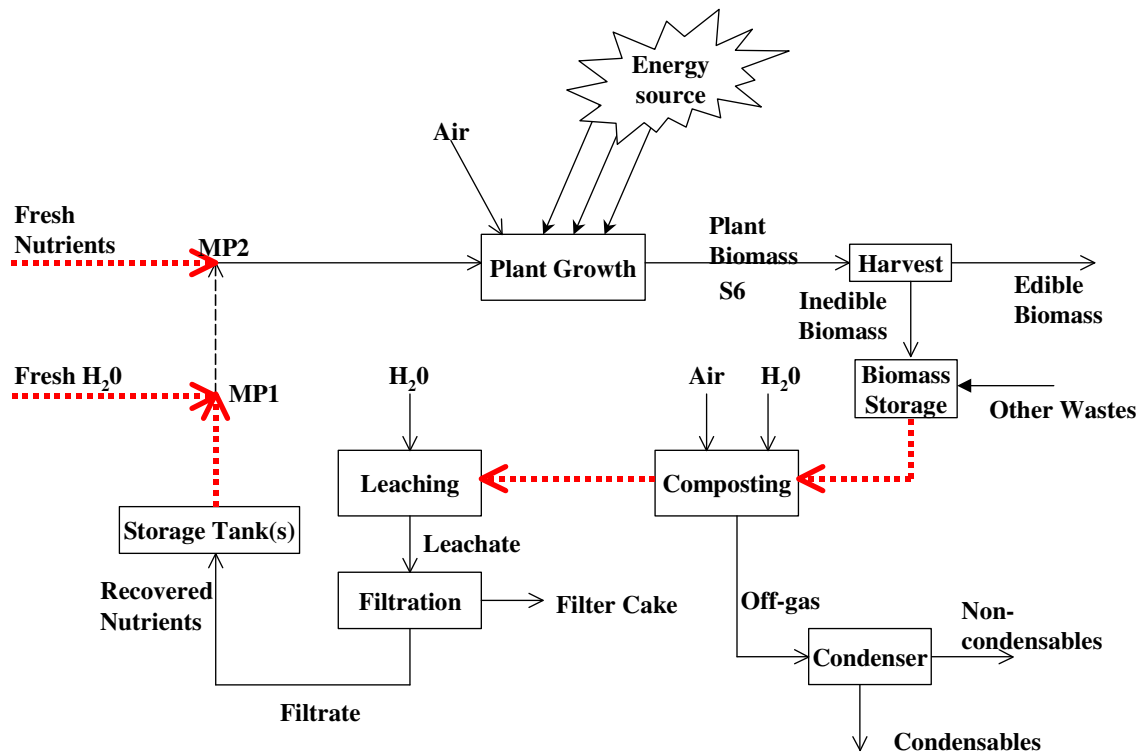 Energy
source
Air
Fresh
Nutrients
MP2
Plant Growth
Plant
Biomass
S6
Harvest
Edible
Biomass
Inedible
Biomass
Fresh H₂0
MP1
H₂0
Air
H₂0
Biomass
Storage
Other Wastes
Leaching
Composting
Storage Tank(s)
Leachate
Recovered
Nutrients
Filtration
Filter Cake
Off-gas
Non-
condensables
Condenser
Filtrate
Condensables